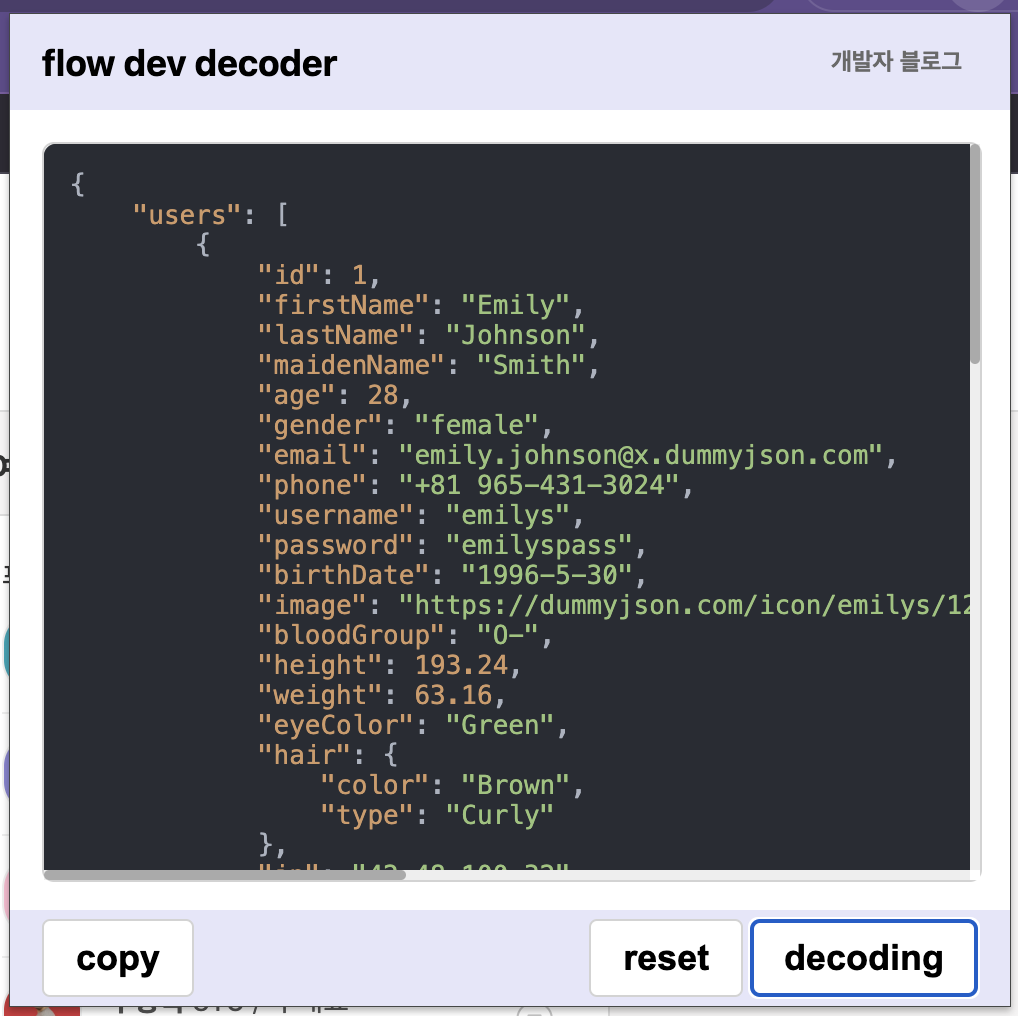 flow dev decoder
개발자 블로그
{
    "users": [
        {
            "id": 1,
            "firstName": "Emily",
            "lastName": "Johnson",
            "maidenName": "Smith",
            "age": 28,
            "gender": "female",
            "email": "emily.johnson@x.dummyjson.com",
            "phone": "+81 965-431-3024",
            "username": "emilys",
            "password": "emilyspass",
            "birthDate": "1996-5-30",
            "image": "https://dummyjson.com/icon/emilys/12
            "bloodGroup": "O-",
            "height": 193.24,
            "weight": 63.16,
            "eyeColor": "Green",
            "hair": {
                "color": "Brown",
                "type": "Curly"
            },
copy
reset
decoding